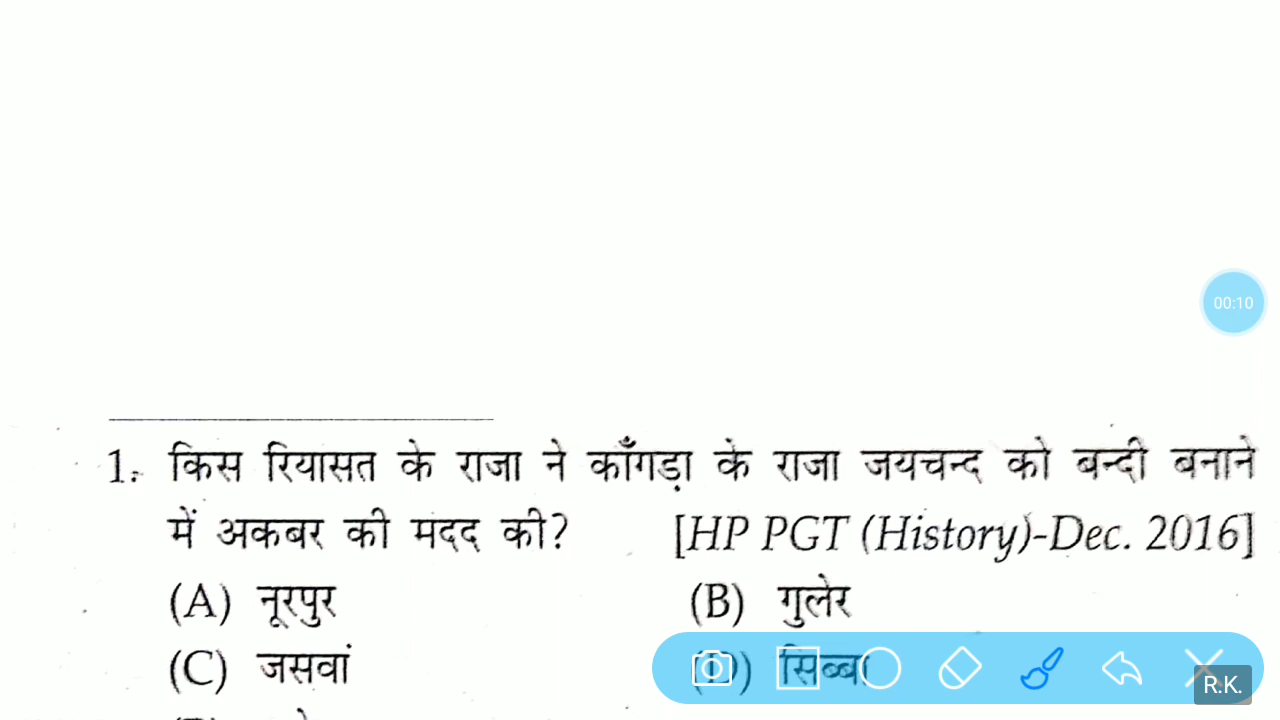 00:10
1. किस रियासत के राजा ने काँगड़ा के राजा जयचन्द को बन्दी बनाने
में अकबर की मदद की? [HP PGT (History)-Dec. 2016]
(A) नूरपुर (B) गुलेर
(C) जसवां (D) सिब्बा
R.K.